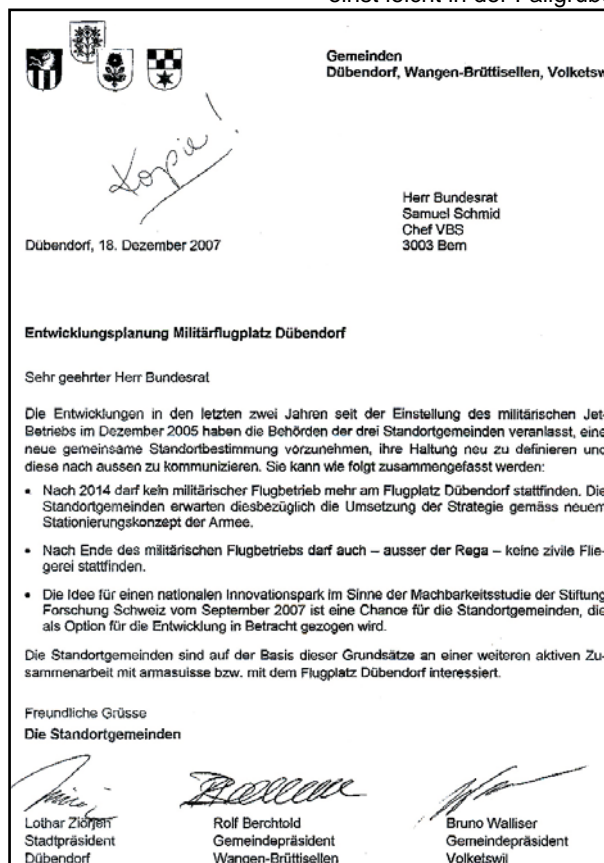 einst leicht in der Fallgrube
Gemeinden
Dübendorf, Wangen-Brüttisellen, Volketsw
Kopie!
Herr Bundesrat
Samuel Schmid
Chef VBS
3003 Bern
Dübendorf, 18. Dezember 2007
Entwicklungsplanung Militärflugplatz Dübendorf
Sehr geehrter Herr Bundesrat
Die Entwicklungen in den letzten zwei Jahren seit der Einstellung des militärischen Jet-
Betriebs im Dezember 2005 haben die Behörden der drei Standortgemeinden veranlasst, eine
neue gemeinsame Standortbestimmung vorzunehmen, ihre Haltung neu zu definieren und
diese nach aussen zu kommunizieren. Sie kann wie folgt zusammengefasst werden:
• Nach 2014 darf kein militärischer Flugbetrieb mehr am Flugplatz Dübendorf stattfinden. Die
Standortgemeinden erwarten diesbezüglich die Umsetzung der Strategie gemäss neuem
Stationierungskonzept der Armee.
• Nach Ende des militärischen Flugbetriebs darf auch – ausser der Rega – keine zivile Flie-
gerei stattfinden.
• Die Idee für einen nationalen Innovationspark im Sinne der Machbarkeitsstudie der Stiftung
Forschung Schweiz vom September 2007 ist eine Chance für die Standortgemeinden, die
als Option für die Entwicklung in Betracht gezogen wird.
Die Standortgemeinden sind auf der Basis dieser Grundsätze an einer weiteren aktiven Zu-
sammenarbeit mit armasuisse bzw. mit dem Flugplatz Dübendorf interessiert.
Freundliche Grüsse
Die Standortgemeinden
Lothar Ziörjen
Stadtpräsident
Dübendorf
Rolf Berchtold
Gemeindepräsident
Wangen-Brüttisellen
Bruno Walliser
Gemeindepräsident
Volketswil